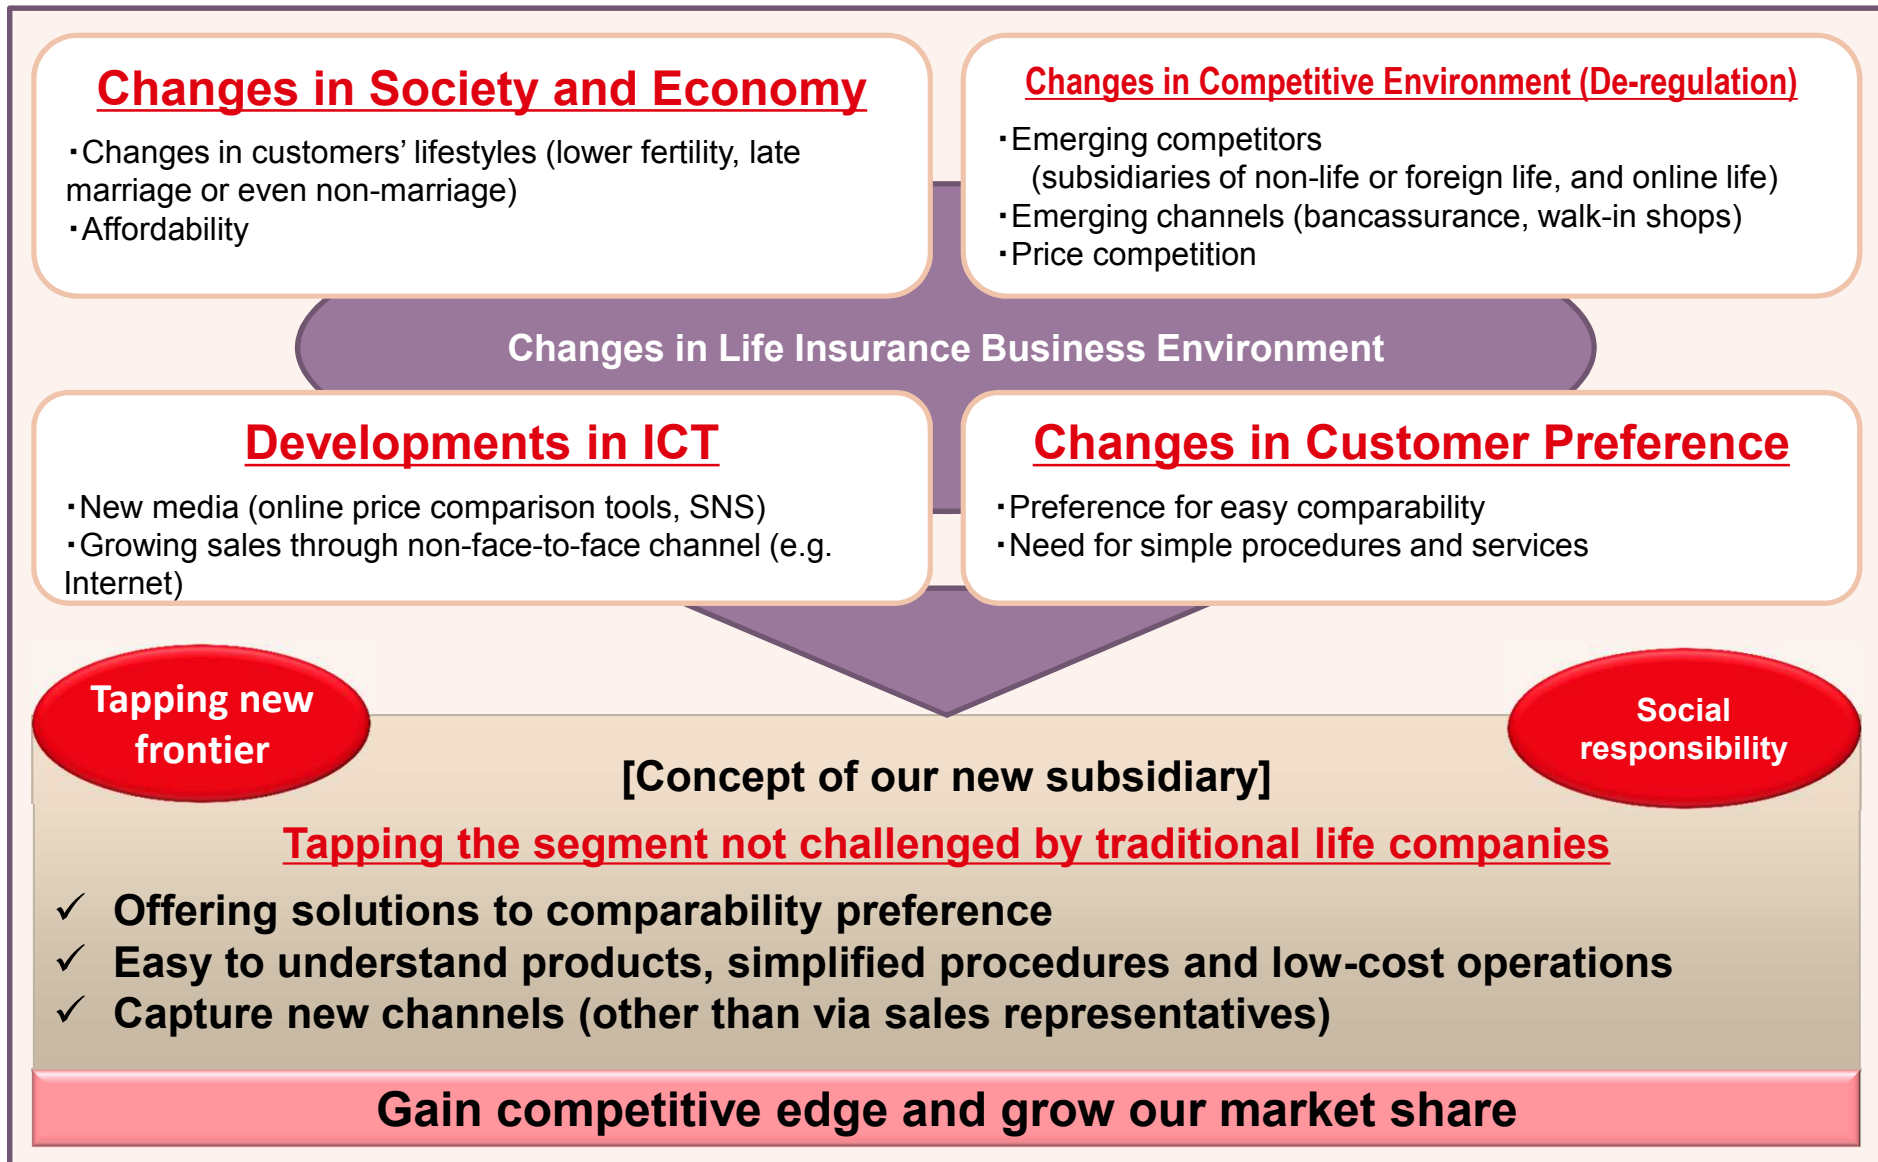 Changes in Society and Economy
・Changes in customers’ lifestyles (lower fertility, late
marriage or even non-marriage)
・Affordability
Changes in Competitive Environment (De-regulation)
・Emerging competitors
(subsidiaries of non-life or foreign life, and online life)
・Emerging channels (bancassurance, walk-in shops)
・Price competition
Changes in Life Insurance Business Environment
Developments in ICT
・New media (online price comparison tools, SNS)
・Growing sales through non-face-to-face channel (e.g.
Internet)
Changes in Customer Preference
・Preference for easy comparability
・Need for simple procedures and services
Tapping new
frontier
Social
responsibility
[Concept of our new subsidiary]
Tapping the segment not challenged by traditional life companies
✓ Offering solutions to comparability preference
✓ Easy to understand products, simplified procedures and low-cost operations
✓ Capture new channels (other than via sales representatives)
Gain competitive edge and grow our market share